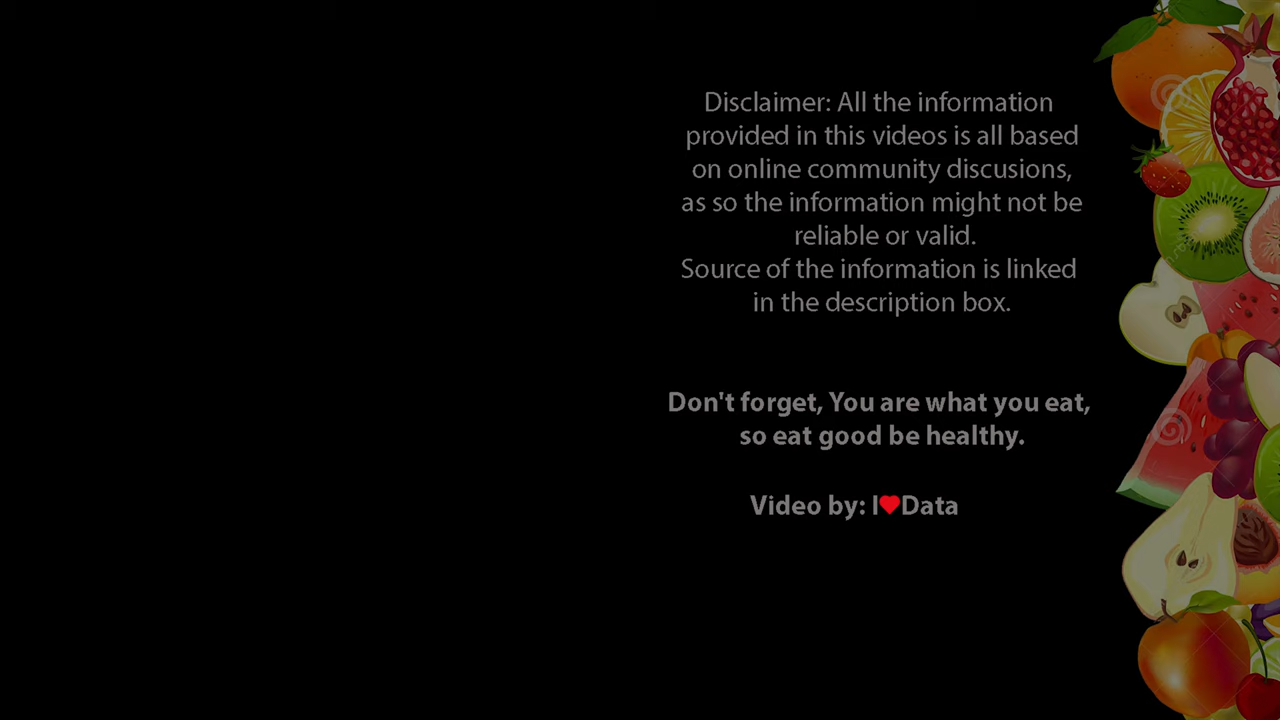 Disclaimer: All the information
provided in this videos is all based
on online community discusions,
as so the information might not be
reliable or valid.
Source of the information is linked
in the description box.
Don't forget, You are what you eat,
so eat good be healthy.
Video by: I❤Data